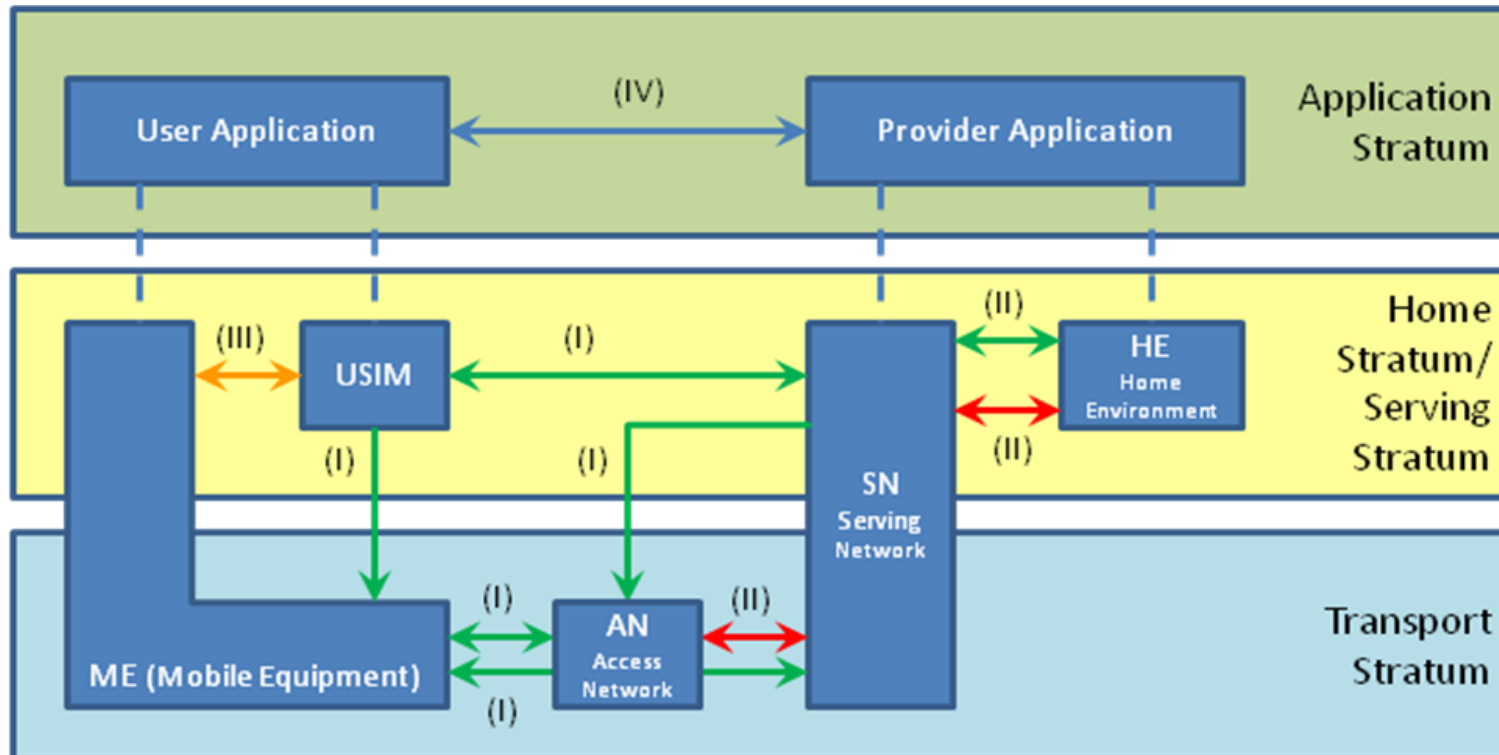 (IV)
User Application
Provider Application
Application
Stratum
(II)
Home
Stratum/
Serving
Stratum
(III)
(I)
USIM
HE
Home
Environment
(I)
(I)
(II)
SN
Serving
Network
(I)
(II)
AN
Access
Network
ME (Mobile Equipment)
(I)
Transport
Stratum